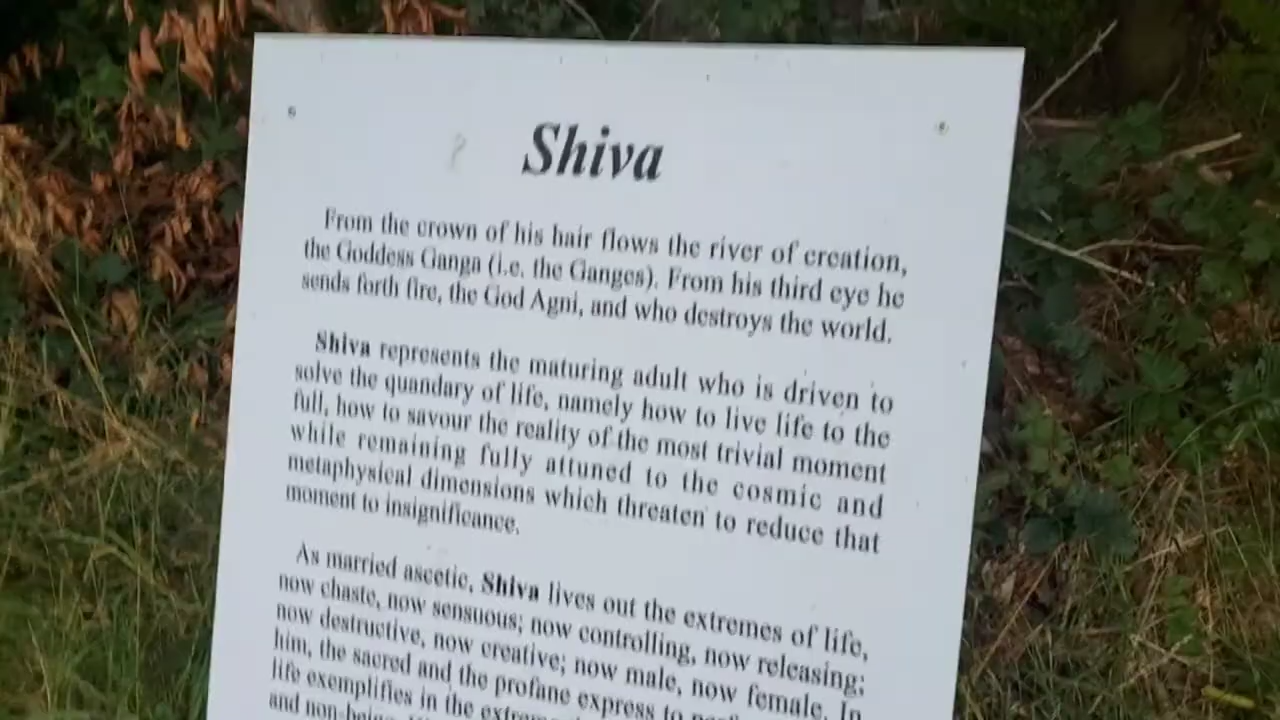 Shiva
From the crown of his hair flows the river of creation,
the Goddess Ganga (i.e. the Ganges). From his third eye he
sends forth fire, the God Agni, and who destroys the world.
Shiva represents the maturing adult who is driven to
solve the quandary of life, namely how to live life to the
full, how to savour the reality of the most trivial moment
while remaining fully attuned to the cosmic and
metaphysical dimensions which threaten to reduce that
moment to insignificance.
As married ascetic, Shiva lives out the extremes of life,
now chaste, now sensuous; now controlling, now releasing;
now destructive, now creative; now male, now female. In
him, the sacred and the profane express to
life exemplifies in the
and non-being.